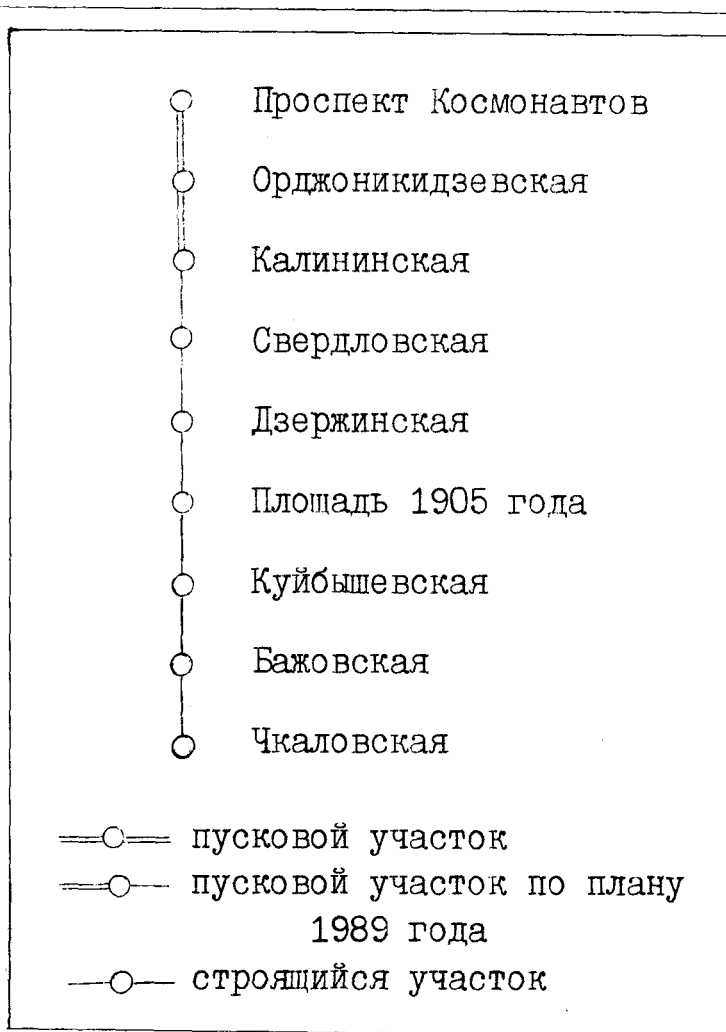 Проспект Космонавтов
Орджоникидзевская
Калининская
Свердловская
Дзержинская
Площадь 1905 года
Куйбышевская
Бажовская
Чкаловская
пусковой участок
пусковой участок по плану
1989 года
строящийся участок